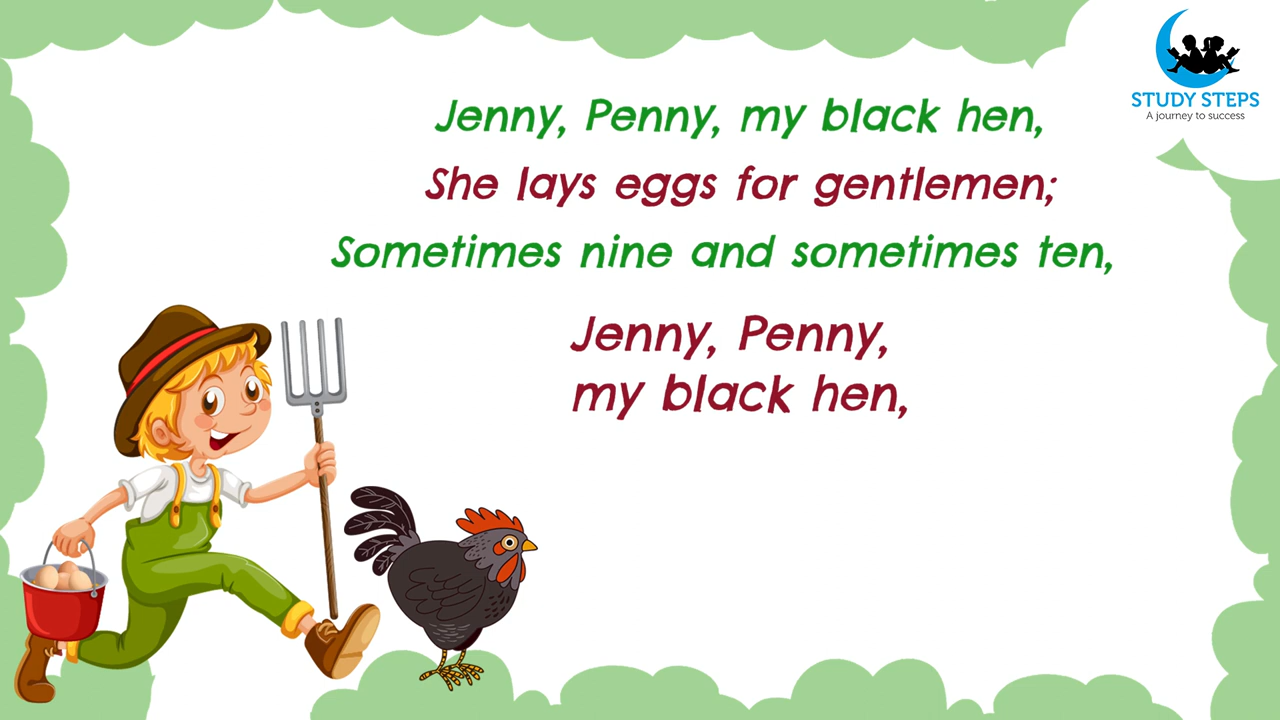 STUDY STEPS
A journey to success
Jenny, Penny, my black hen,
She lays eggs for gentlemen;
Sometimes nine and sometimes ten,
Jenny, Penny,
my black hen,